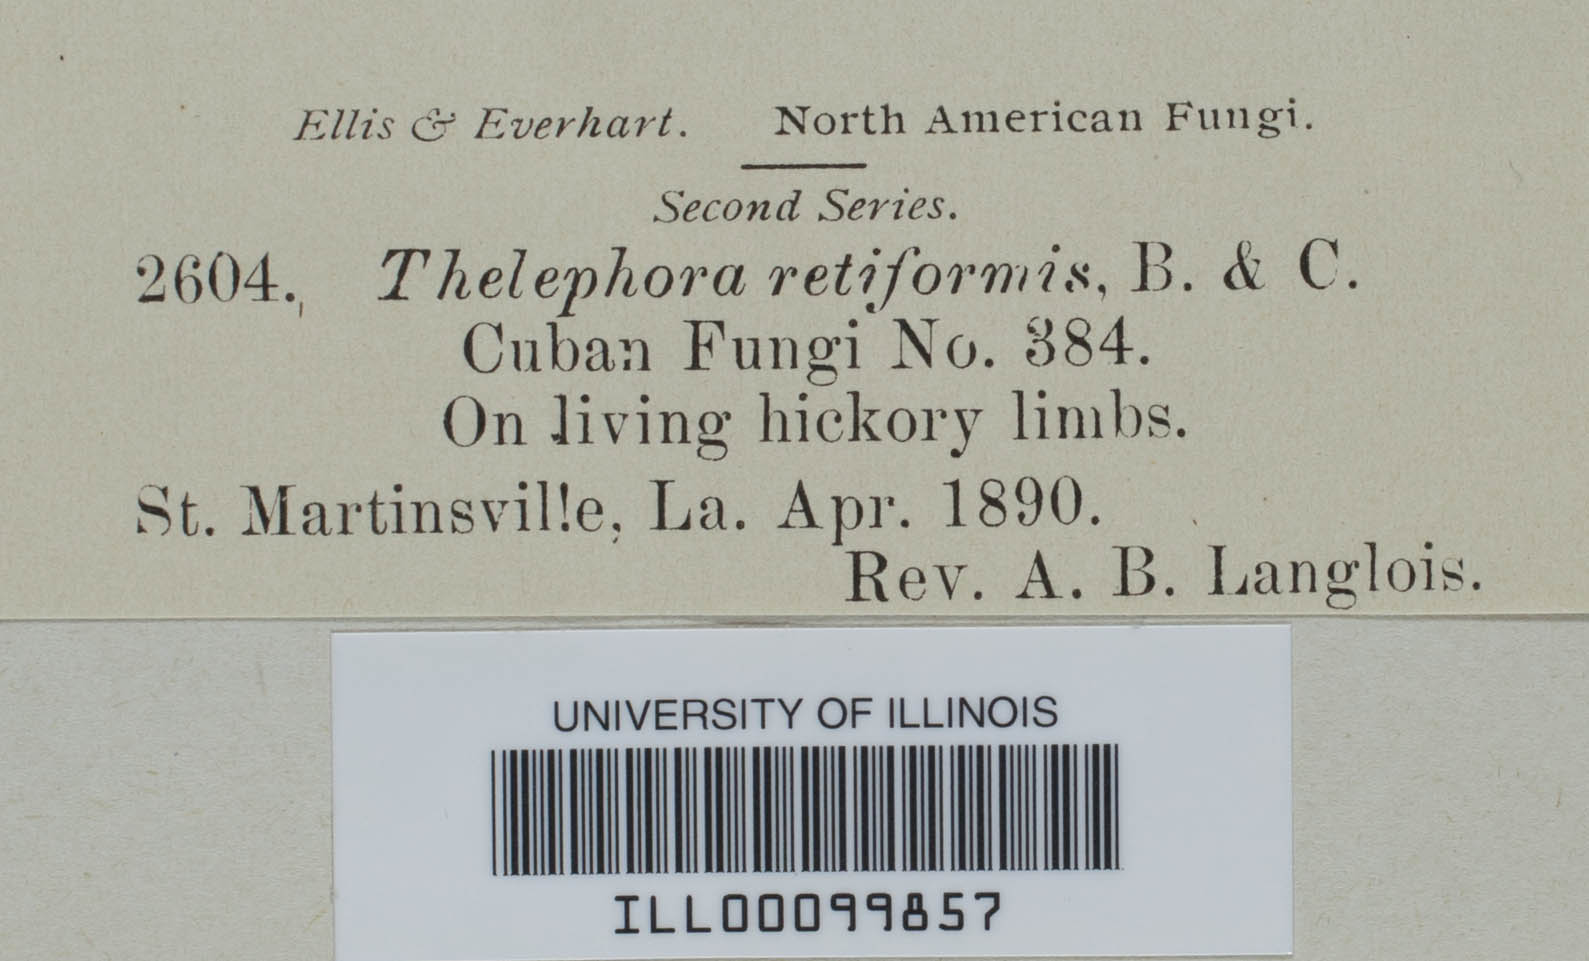 Ellis & Everhart. North American Fungi.
Second Series.
2604. Thelephora retiformis, B. & C.
Cuban Fungi No. 384.
On living hickory limbs.
St. Martinsville, La. Apr. 1890.
Rev. A. B. Langlois.
UNIVERSITY OF ILLINOIS
ILL00099857